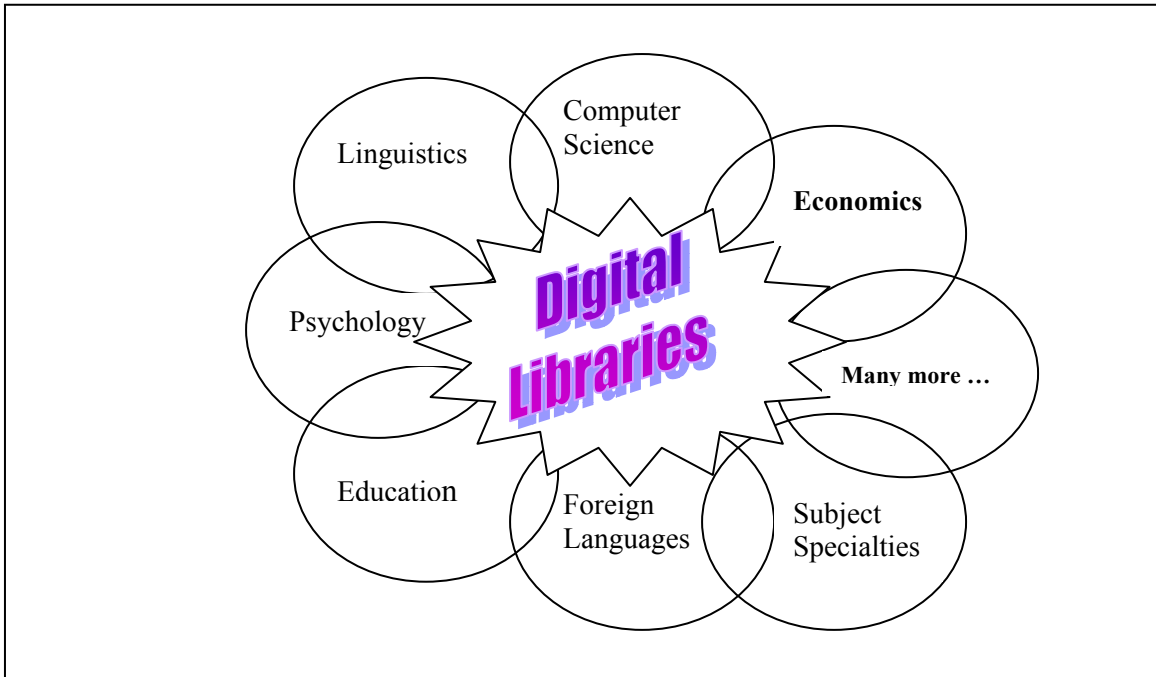 Computer
Science
Linguistics
Economics
Digital
Libraries
Psychology
Many more …
Education
Foreign
Languages
Subject
Specialties